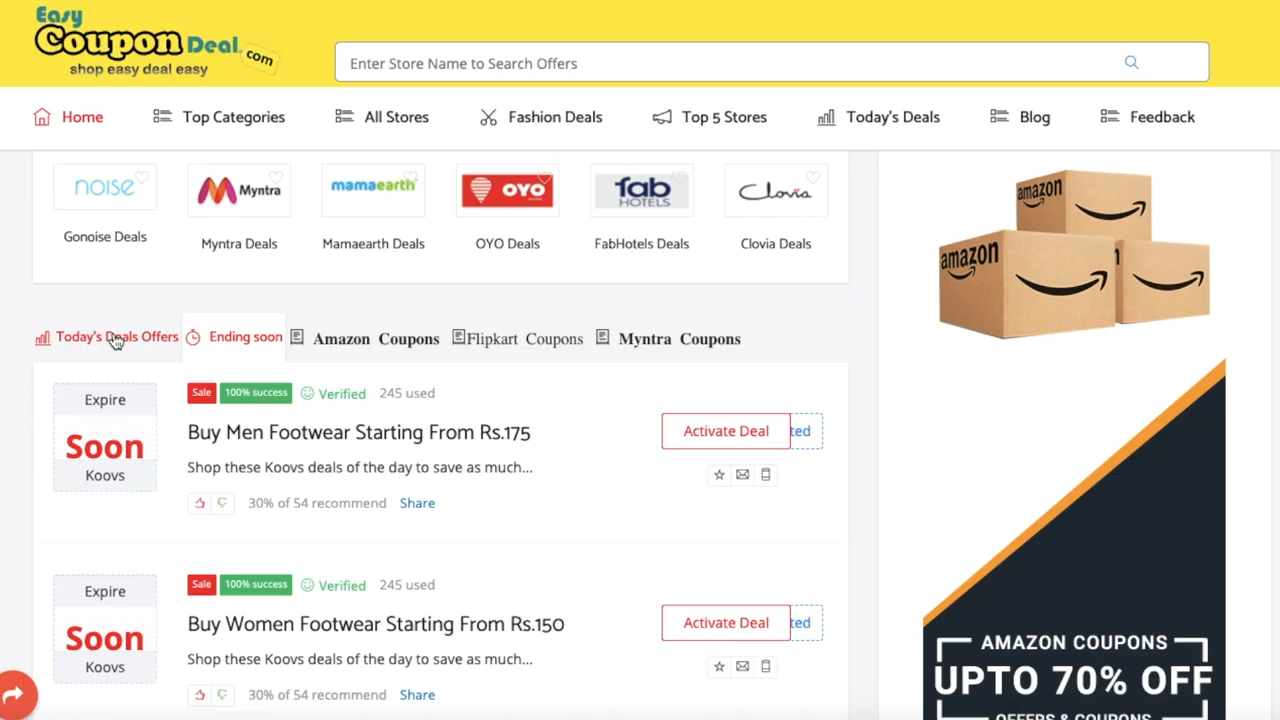 Easy
Coupon Deal .com
shop easy deal easy
Enter Store Name to Search Offers
Home
Top Categories
All Stores
Fashion Deals
Top 5 Stores
Today's Deals
Blog
Feedback
noise
Myntra
mamaearth
OYO
fab
HOTELS
Clovia
Gonoise Deals
Myntra Deals
Mamaearth Deals
OYO Deals
FabHotels Deals
Clovia Deals
amazon
amazon
Today's Deals Offers
Ending soon
Amazon Coupons
Flipkart Coupons
Myntra Coupons
Expire
Soon
Koovs
Sale 100% success Verified 245 used
Buy Men Footwear Starting From Rs.175
Shop these Koovs deals of the day to save as much...
30% of 54 recommend Share
Activate Deal ted
Expire
Soon
Koovs
Sale 100% success Verified 245 used
Buy Women Footwear Starting From Rs.150
Shop these Koovs deals of the day to save as much...
30% of 54 recommend Share
Activate Deal ted
AMAZON COUPONS
UPTO 70% OFF
OFFERS & COUPONS